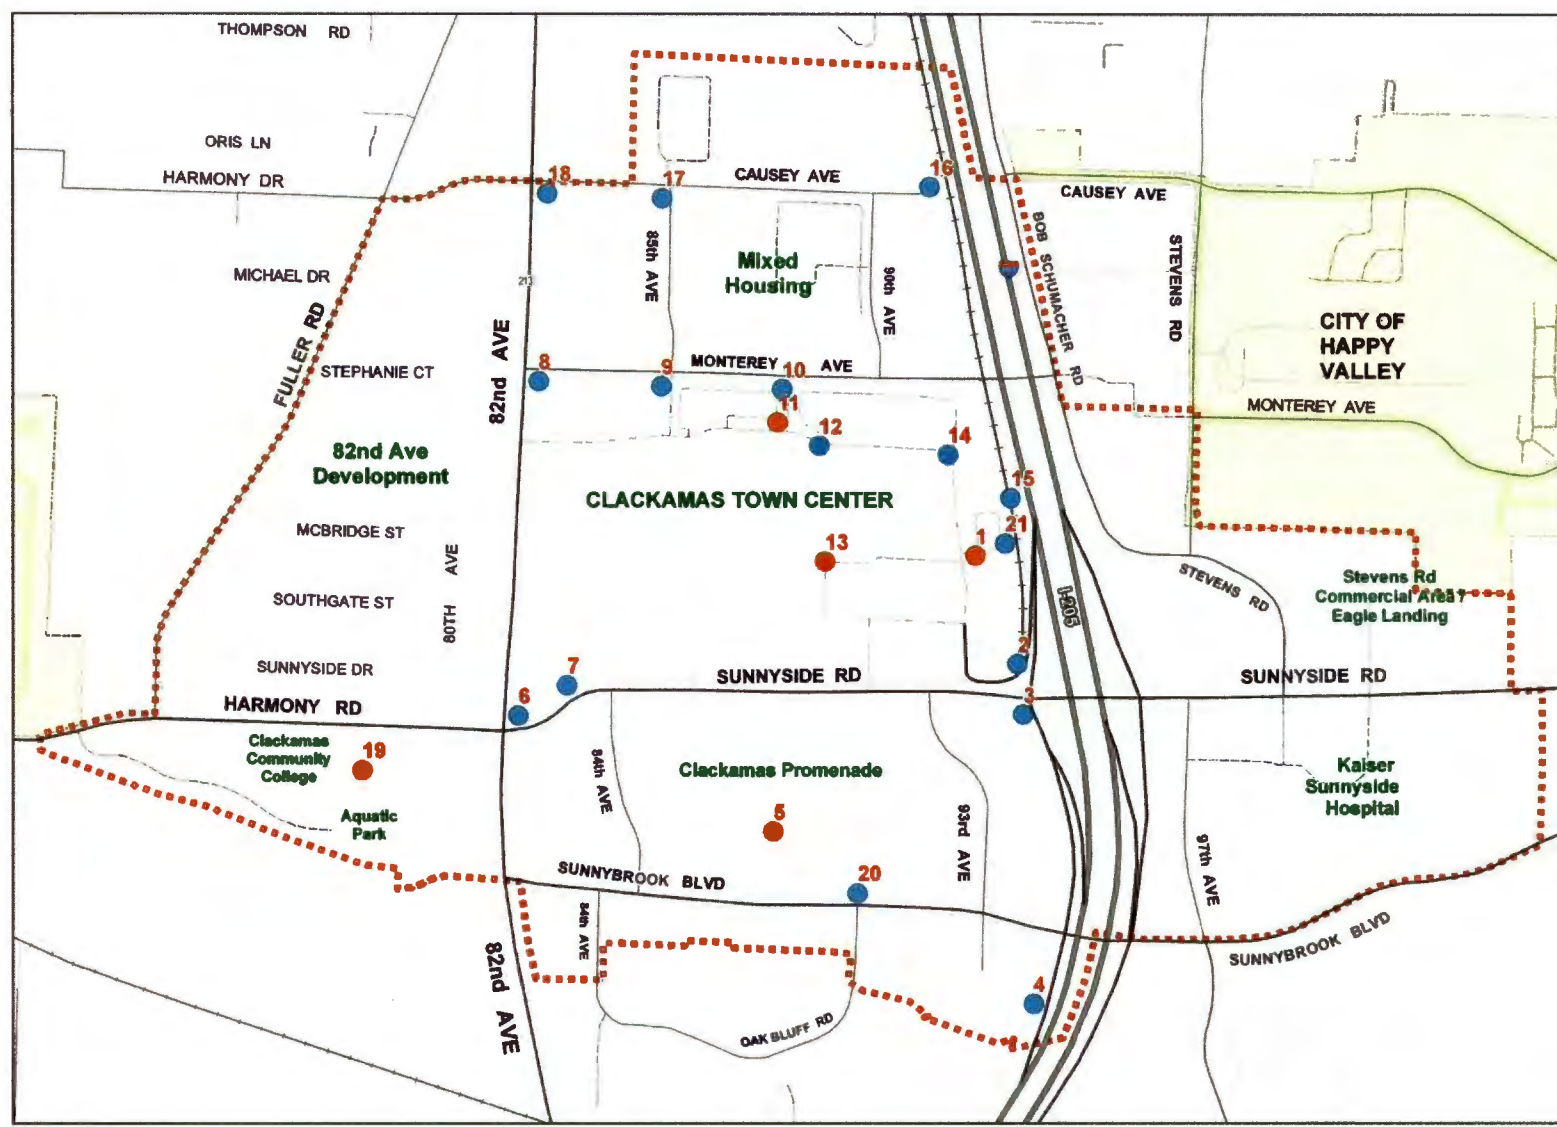 THOMPSON RD
ORIS LN
HARMONY DR
18
17
CAUSEY AVE
16
CAUSEY AVE
MICHAEL DR
213
85th AVE
Mixed
Housing
90th AVE
BOB SCHUMACHER RD
STEVENS RD
CITY OF
HAPPY
VALLEY
FULLER RD
STEPHANIE CT
82nd AVE
8
9
MONTEREY AVE
10
11
12
14
MONTEREY AVE
82nd Ave
Development
CLACKAMAS TOWN CENTER
15
21
1
13
MCBRIDGE ST
80TH AVE
SOUTHGATE ST
I-205
STEVENS RD
Stevens Rd
Commercial Area /
Eagle Landing
SUNNYSIDE DR
HARMONY RD
6
7
SUNNYSIDE RD
2
3
SUNNYSIDE RD
Clackamas
Community
College
19
Aquatic
Park
84th AVE
Clackamas Promenade
5
93rd AVE
Kaiser
Sunnyside
Hospital
97th AVE
SUNNYBROOK BLVD
20
84th AVE
82nd AVE
OAK BLUFF RD
4
SUNNYBROOK BLVD